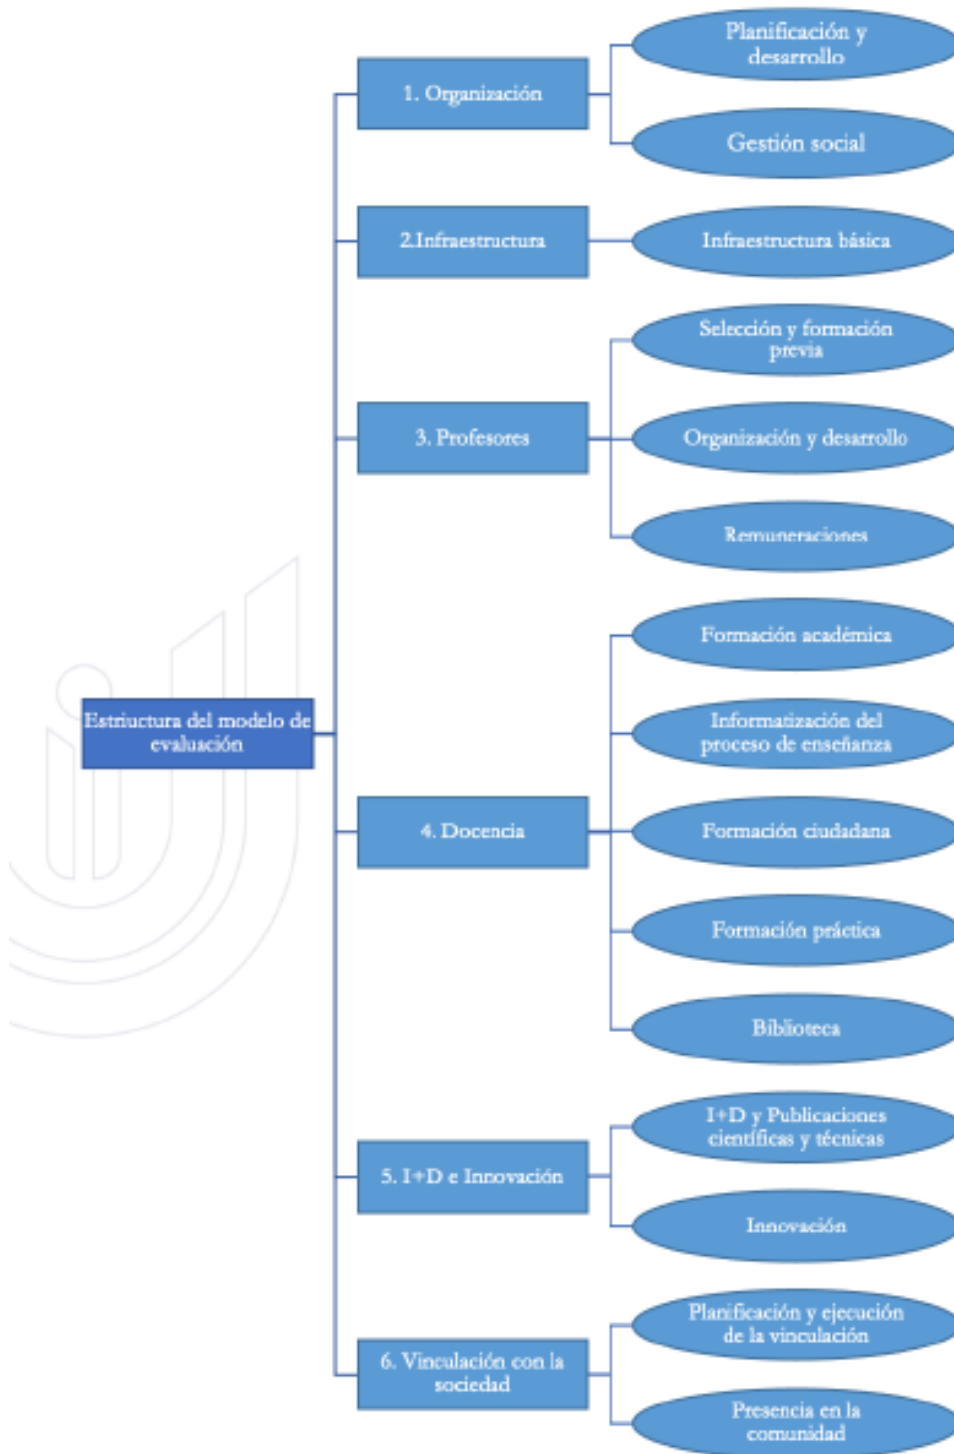 Planificación y
desarrollo
1. Organización
Gestión social
2.Infraestructura
Infraestructura básica
Selección y formación
previa
3. Profesores
Organización y desarrollo
Remuneraciones
Formación académica
Estriuctura del modelo de
evaluación
Informatización del
proceso de enseñanza
4. Docencia
Formación ciudadana
Formación práctica
Biblioteca
I+D y Publicaciones
científicas y técnicas
5. I+D e Innovación
Innovación
Planificación y ejecución
de la vinculación
6. Vinculación con la
sociedad
Presencia en la
comunidad